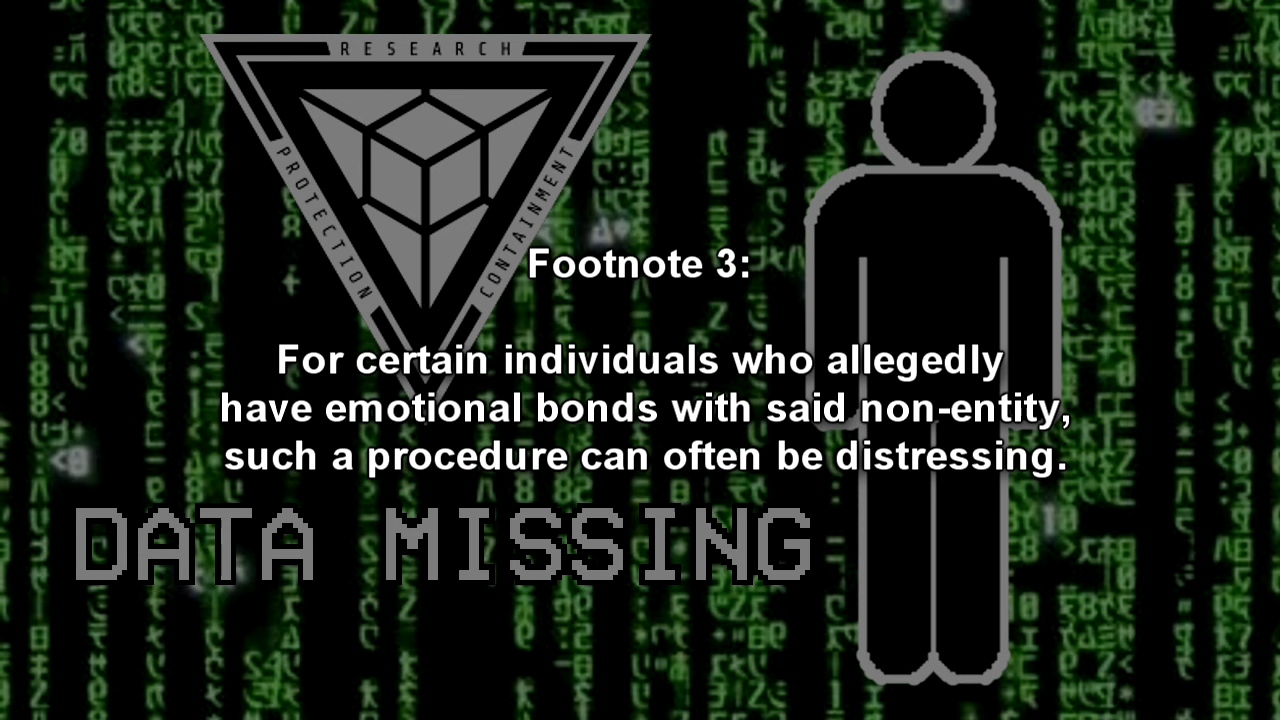 RESEARCH
PROTECTION
CONTAINMENT
Footnote 3:
For certain individuals who allegedly
have emotional bonds with said non-entity,
such a procedure can often be distressing.
DATA MISSING